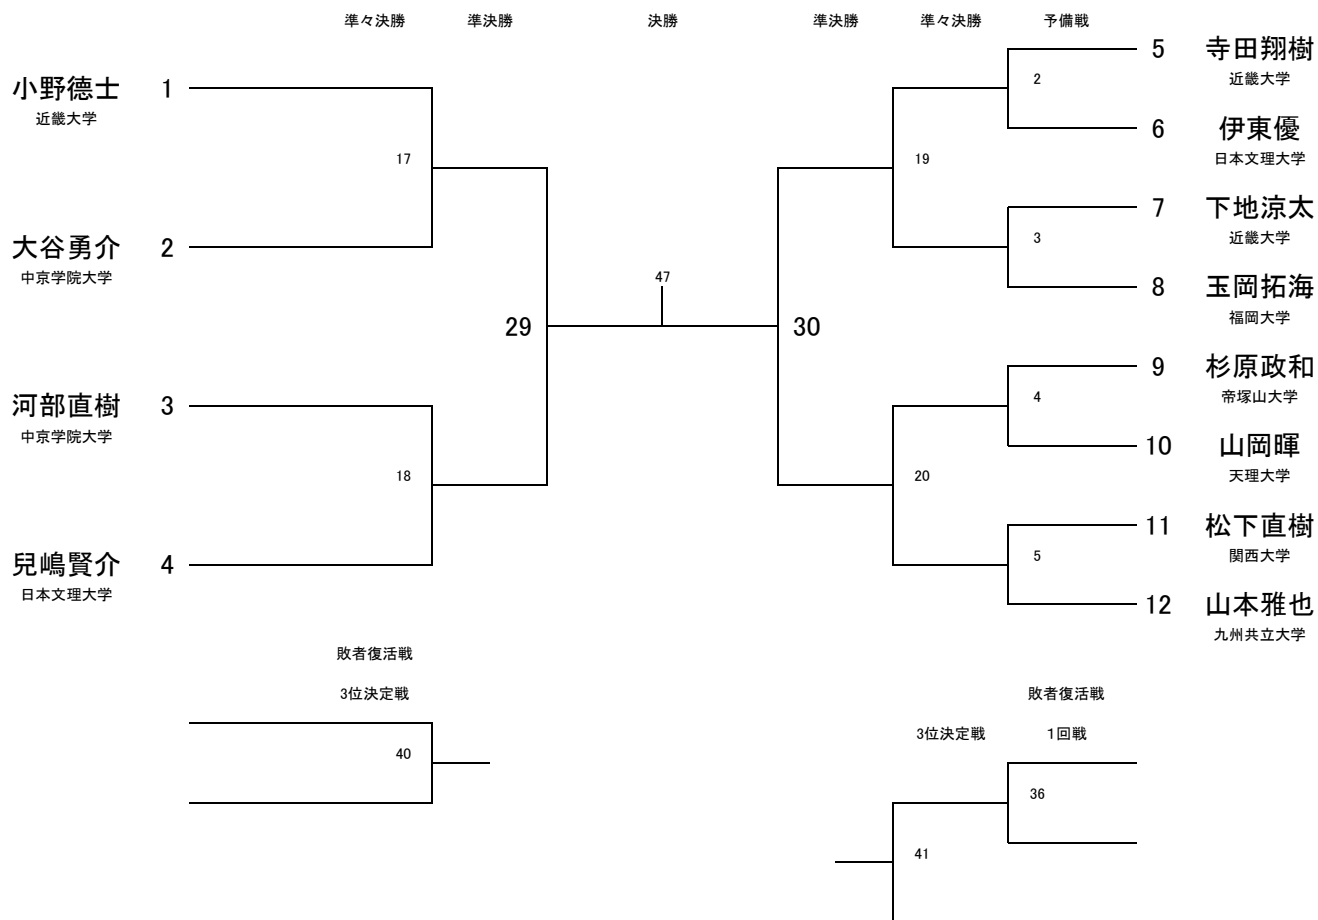 準々決勝 準決勝 決勝 準決勝 準々決勝 予備戦
5 寺田翔樹
近畿大学
2
小野德士 1
近畿大学
6 伊東優
日本文理大学
17 19
7 下地涼太
近畿大学
3
大谷勇介 2
中京学院大学
47
8 玉岡拓海
福岡大学
29 30
9 杉原政和
帝塚山大学
4
河部直樹 3
中京学院大学
10 山岡暉
天理大学
18 20
11 松下直樹
関西大学
5
兒嶋賢介 4
日本文理大学
12 山本雅也
九州共立大学
敗者復活戦
3位決定戦 敗者復活戦
3位決定戦 1回戦
40
36
41